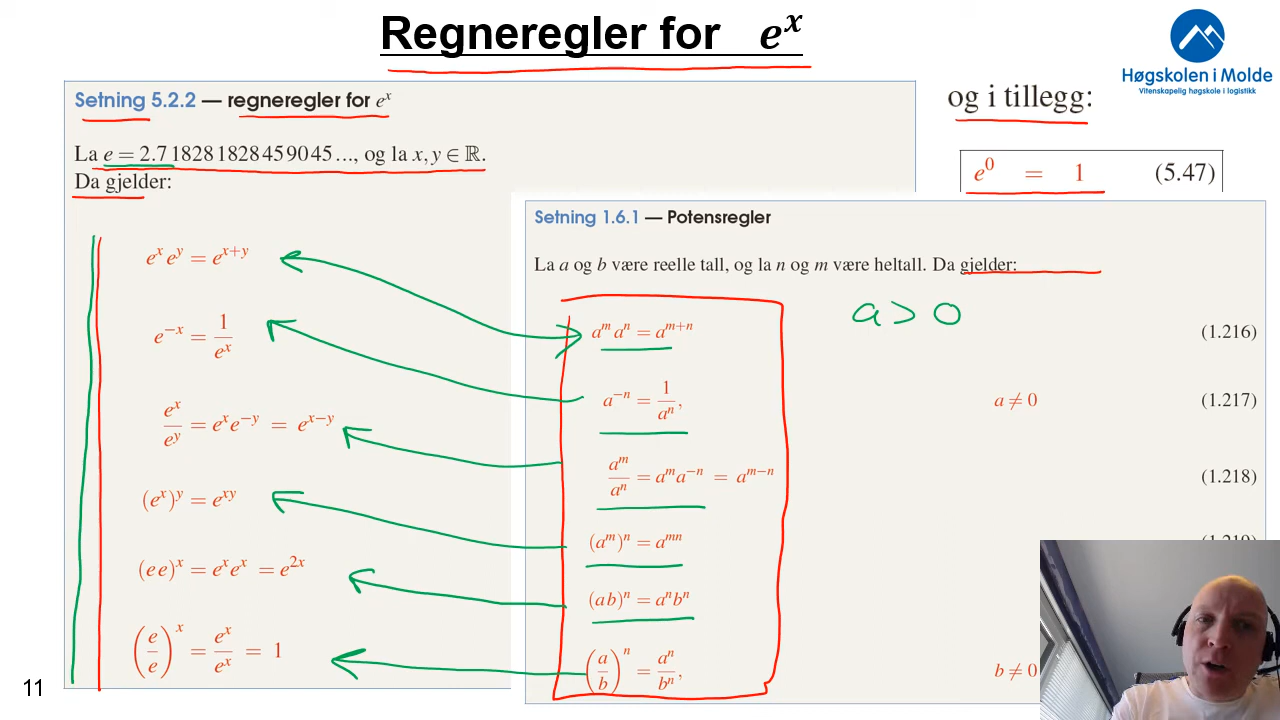 Regneregler for e^x
Høgskolen i Molde
Vitenskapelig høgskole i logistikk
Setning 5.2.2 — regneregler for e^x
La e = 2.718281828459045..., og la x, y ∈ ℝ.
Da gjelder:
e^x e^y = e^{x+y}
e^{-x} = 1/e^x
e^x/e^y = e^x e^{-y} = e^{x-y}
(e^x)^y = e^{xy}
(ee)^x = e^x e^x = e^{2x}
(e/e)^x = e^x/e^x = 1
og i tillegg:
e^0 = 1 (5.47)
Setning 1.6.1 — Potensregler
La a og b være reelle tall, og la n og m være heltall. Da gjelder:
a > 0
a^m a^n = a^{m+n} (1.216)
a^{-n} = 1/a^n, a ≠ 0 (1.217)
a^m/a^n = a^m a^{-n} = a^{m-n} (1.218)
(a^m)^n = a^{mn}
(ab)^n = a^n b^n
(a/b)^n = a^n/b^n, b ≠ 0
11